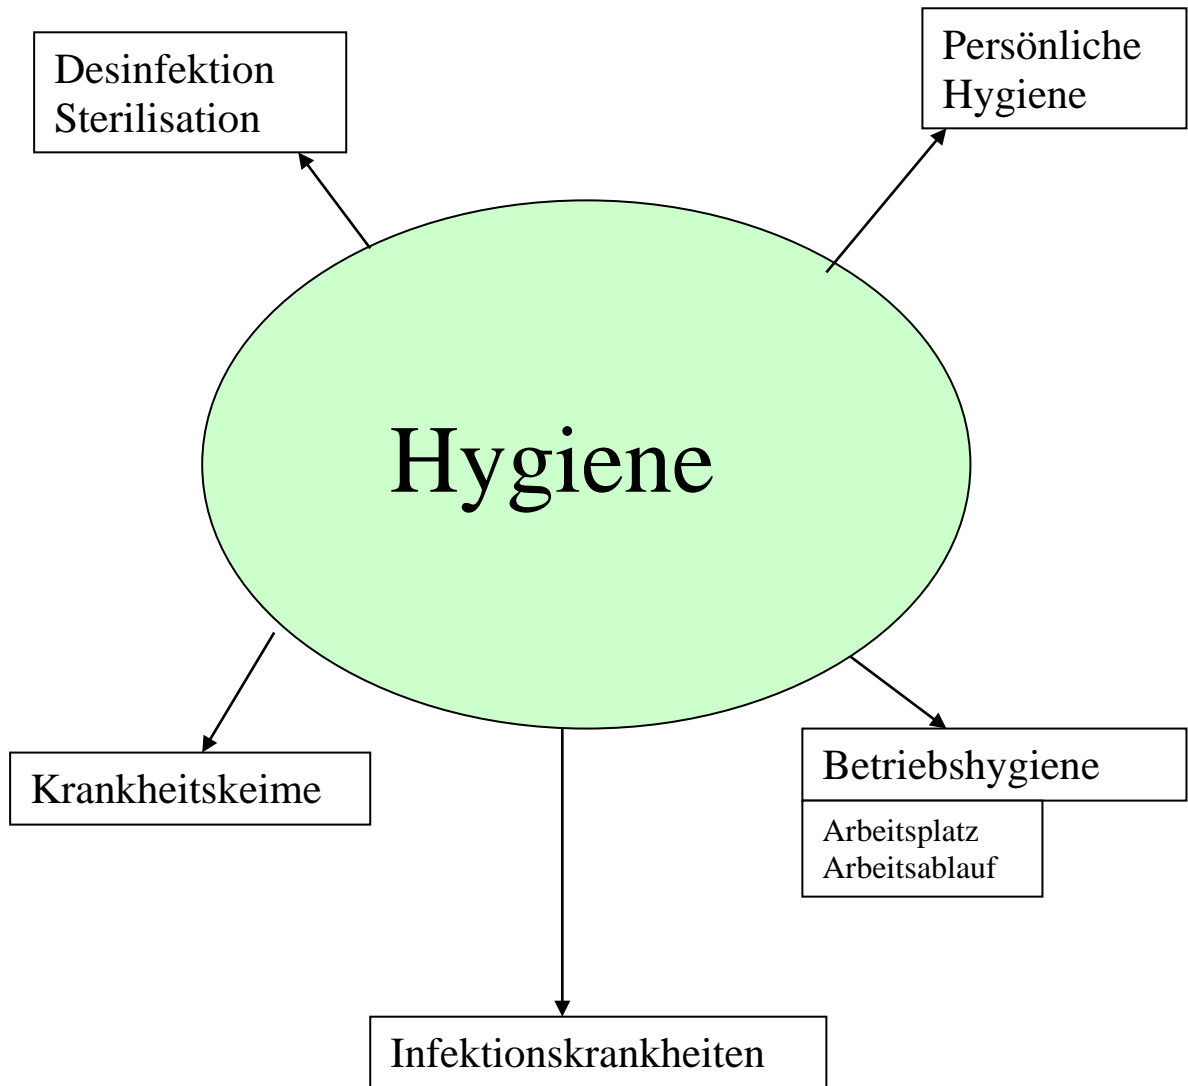 Desinfektion
Sterilisation
Persönliche
Hygiene
Hygiene
Krankheitskeime
Betriebshygiene
Arbeitsplatz
Arbeitsablauf
Infektionskrankheiten